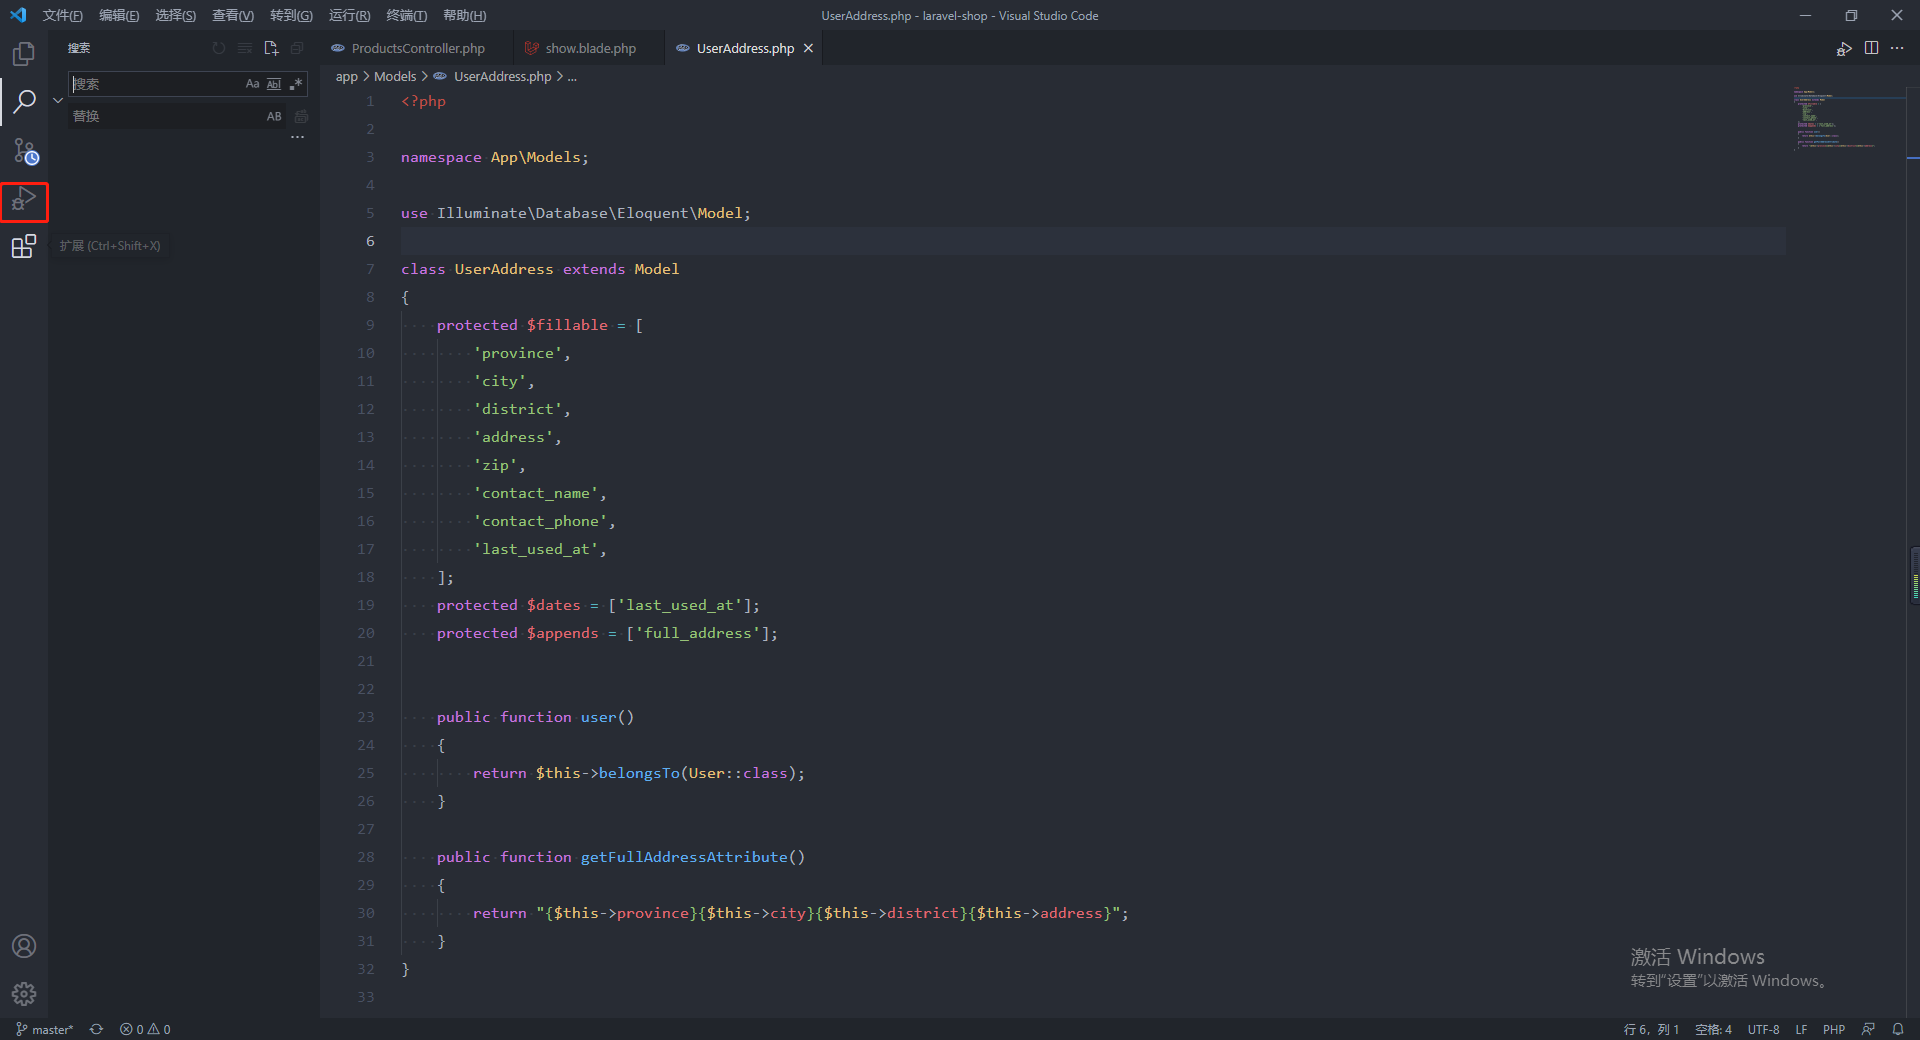 文件(F) 编辑(E) 选择(S) 查看(V) 转到(G) 运行(R) 终端(T) 帮助(H)
UserAddress.php - laravel-shop - Visual Studio Code
搜索
ProductsController.php
show.blade.php
UserAddress.php
搜索 Aa Abl .*
替换 AB
扩展 (Ctrl+Shift+X)
app > Models > UserAddress.php > ...
1 <?php
2
3 namespace App\Models;
4
5 use Illuminate\Database\Eloquent\Model;
6
7 class UserAddress extends Model
8 {
9 protected $fillable = [
10 'province',
11 'city',
12 'district',
13 'address',
14 'zip',
15 'contact_name',
16 'contact_phone',
17 'last_used_at',
18 ];
19 protected $dates = ['last_used_at'];
20 protected $appends = ['full_address'];
21
22
23 public function user()
24 {
25 return $this->belongsTo(User::class);
26 }
27
28 public function getFullAddressAttribute()
29 {
30 return "{$this->province}{$this->city}{$this->district}{$this->address}";
31 }
32 }
33
激活 Windows
转到“设置”以激活 Windows。
master* 0 0
行 6，列 1 空格: 4 UTF-8 LF PHP